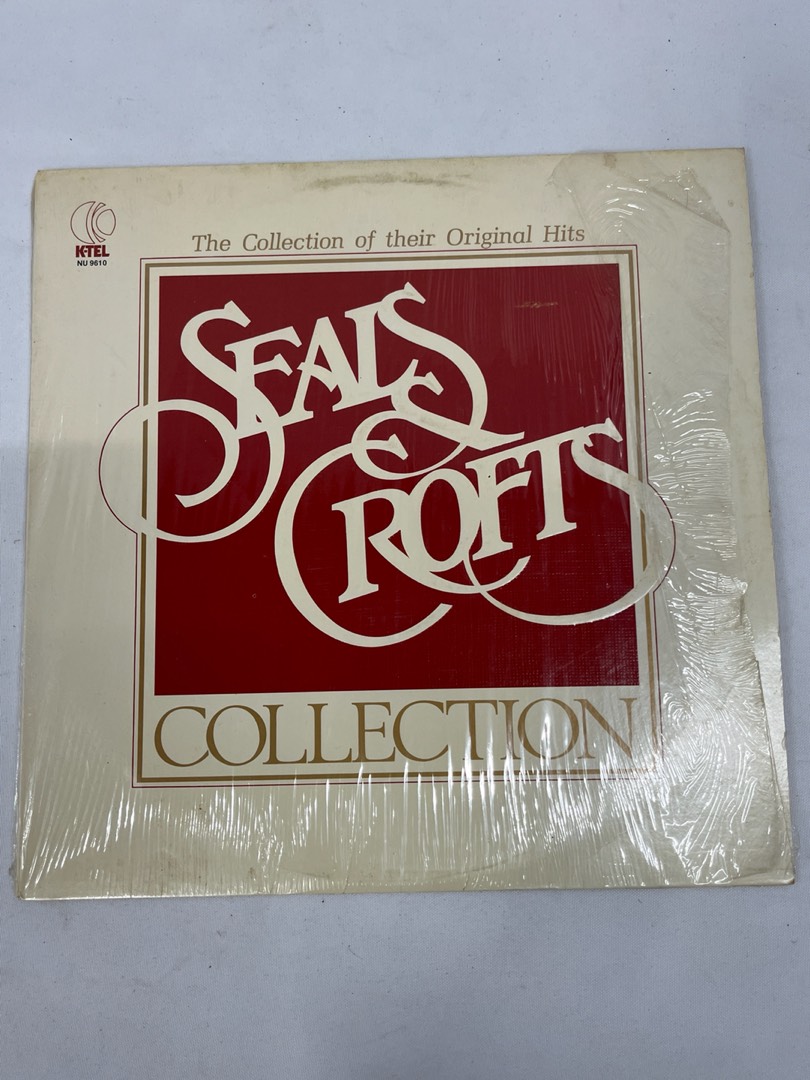 K-TEL
NU 9610
The Collection of their Original Hits
SEALS
&
CROFTS
COLLECTION